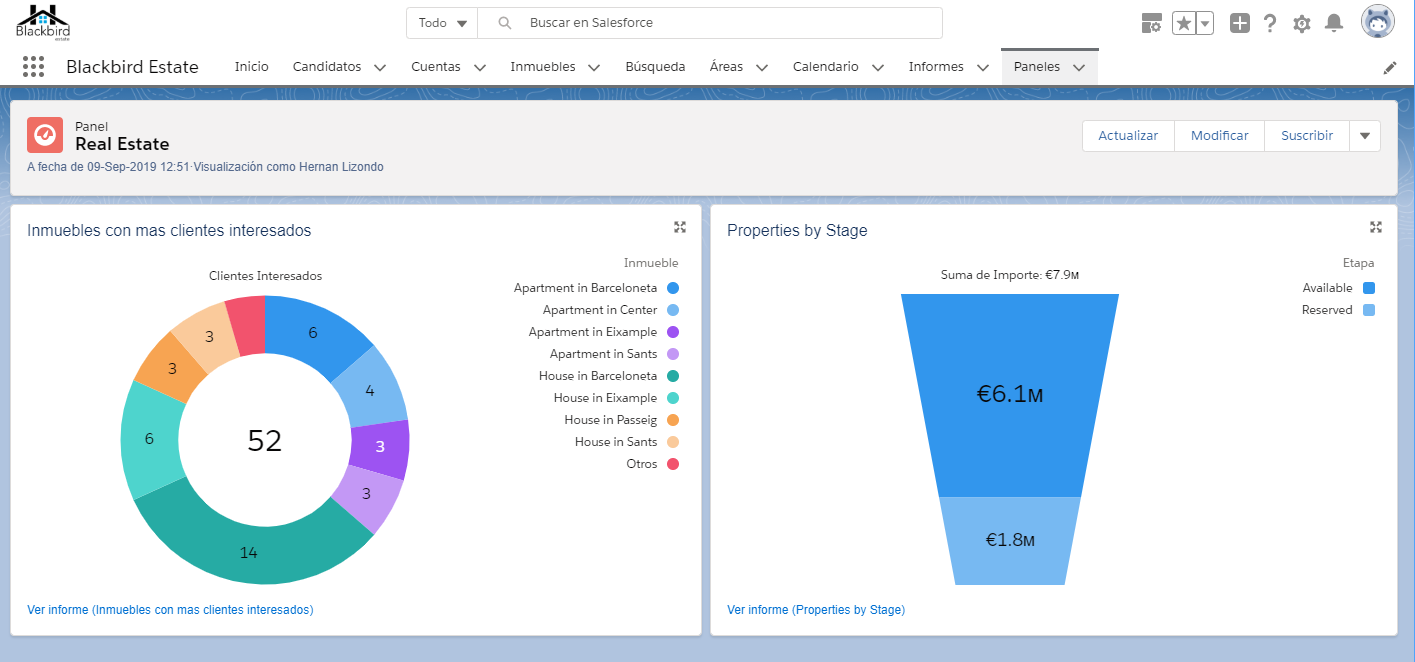 Blackbird
estate
Todo
Buscar en Salesforce
Blackbird Estate
Inicio
Candidatos
Cuentas
Inmuebles
Búsqueda
Áreas
Calendario
Informes
Paneles
Panel
Real Estate
A fecha de 09-Sep-2019 12:51·Visualización como Hernan Lizondo
Actualizar
Modificar
Suscribir
Inmuebles con mas clientes interesados
Clientes Interesados
6
4
3
3
14
6
3
3
52
Inmueble
Apartment in Barceloneta
Apartment in Center
Apartment in Eixample
Apartment in Sants
House in Barceloneta
House in Eixample
House in Passeig
House in Sants
Otros
Ver informe (Inmuebles con mas clientes interesados)
Properties by Stage
Suma de Importe: €7.9M
€6.1M
€1.8M
Etapa
Available
Reserved
Ver informe (Properties by Stage)